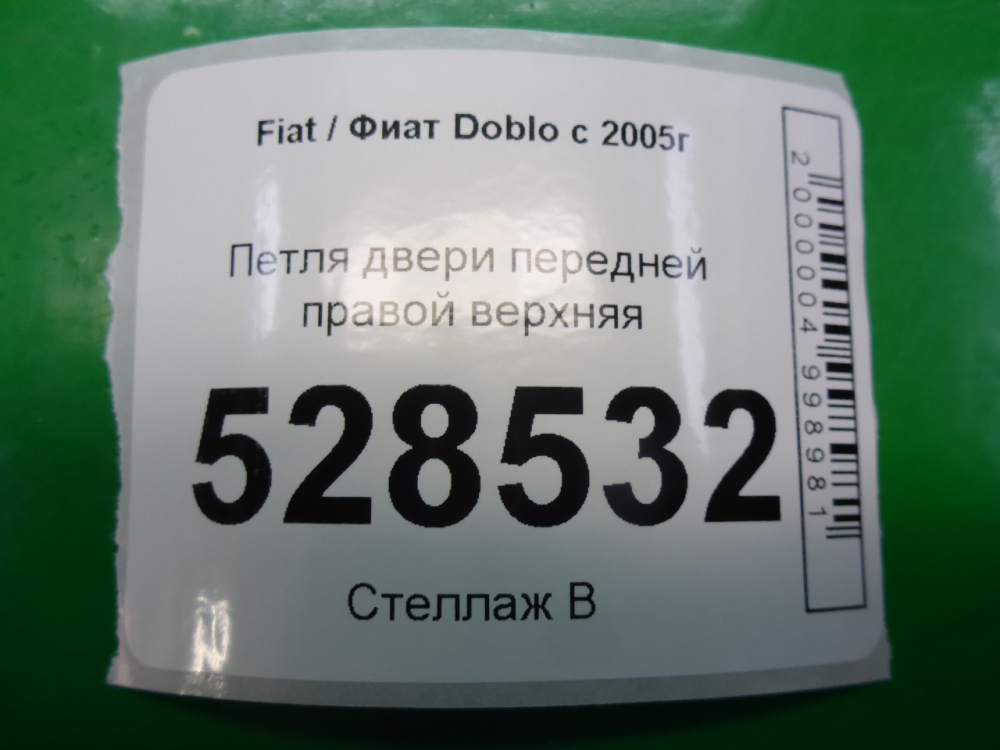 Fiat / Фиат Doblo с 2005г
Петля двери передней
правой верхняя
528532
Стеллаж В
2000004998981